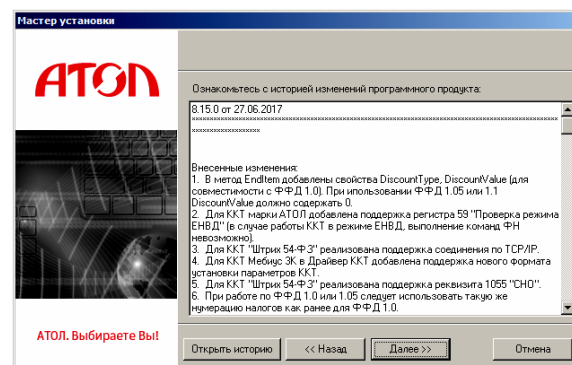 Мастер установки
АТОЛ
Ознакомьтесь с историей изменений программного продукта:
8.15.0 от 27.06.2017
Внесенные изменения:
1. В метод EndItem добавлены свойства DiscountType, DiscountValue (для
совместимости с ФФД 1.0). При ипользовании ФФД 1.05 или 1.1
DiscountValue должно содержать 0.
2. Для ККТ марки АТОЛ добавлена поддержка регистра 59 "Проверка режима
ЕНВД" (в случае работы ККТ в режиме ЕНВД, выполнение команд ФН
невозможно).
3. Для ККТ "Штрих 54-ФЗ" реализована поддержка соединения по TCP/IP.
4. Для ККТ Мебиус 3К в Драйвер ККТ добавлена поддержка нового формата
установки параметров ККТ.
5. Для ККТ "Штрих 54-ФЗ" реализована поддержка реквизита 1055 "СНО".
6. При работе по ФФД 1.0 или 1.05 следует использовать такую же
нумерацию налогов как ранее для ФФД 1.0.
АТОЛ. Выбираете Вы!
Открыть историю
<< Назад
Далее >>
Отмена